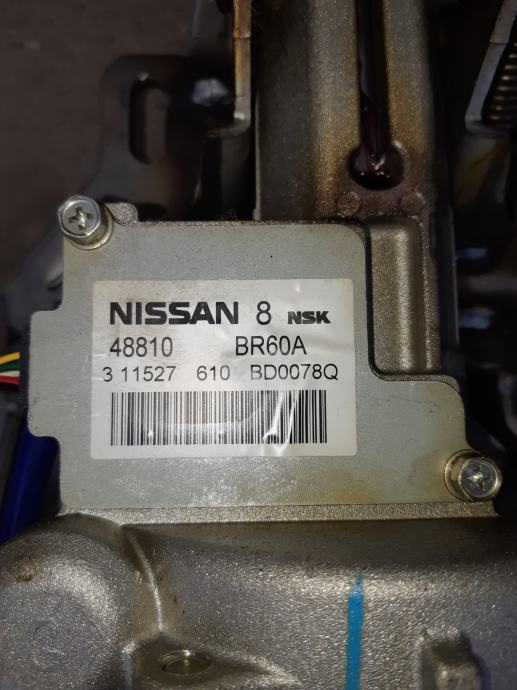 NISSAN 8 NSK
48810 BR60A
3 11527 610 BD0078Q